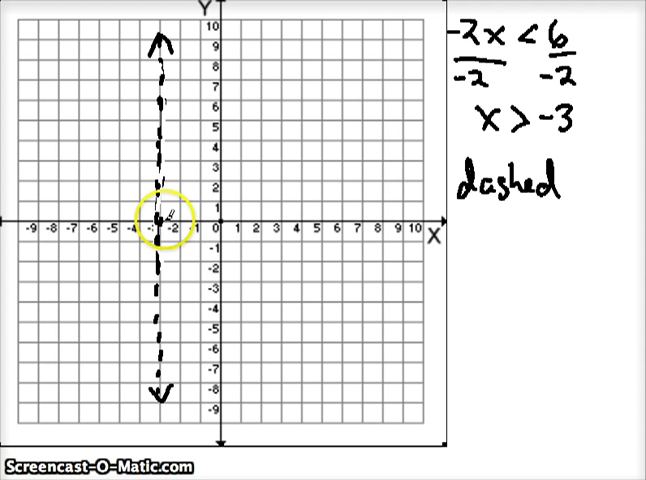 Y
10
9
8
7
6
5
4
3
2
1
-9 -8 -7 -6 -5 -4 -3 -2 -1 0 1 2 3 4 5 6 7 8 9 10
X
-1
-2
-3
-4
-5
-6
-7
-8
-9
-2x < 6
-2 -2
x > -3
dashed
Screencast-O-Matic.com